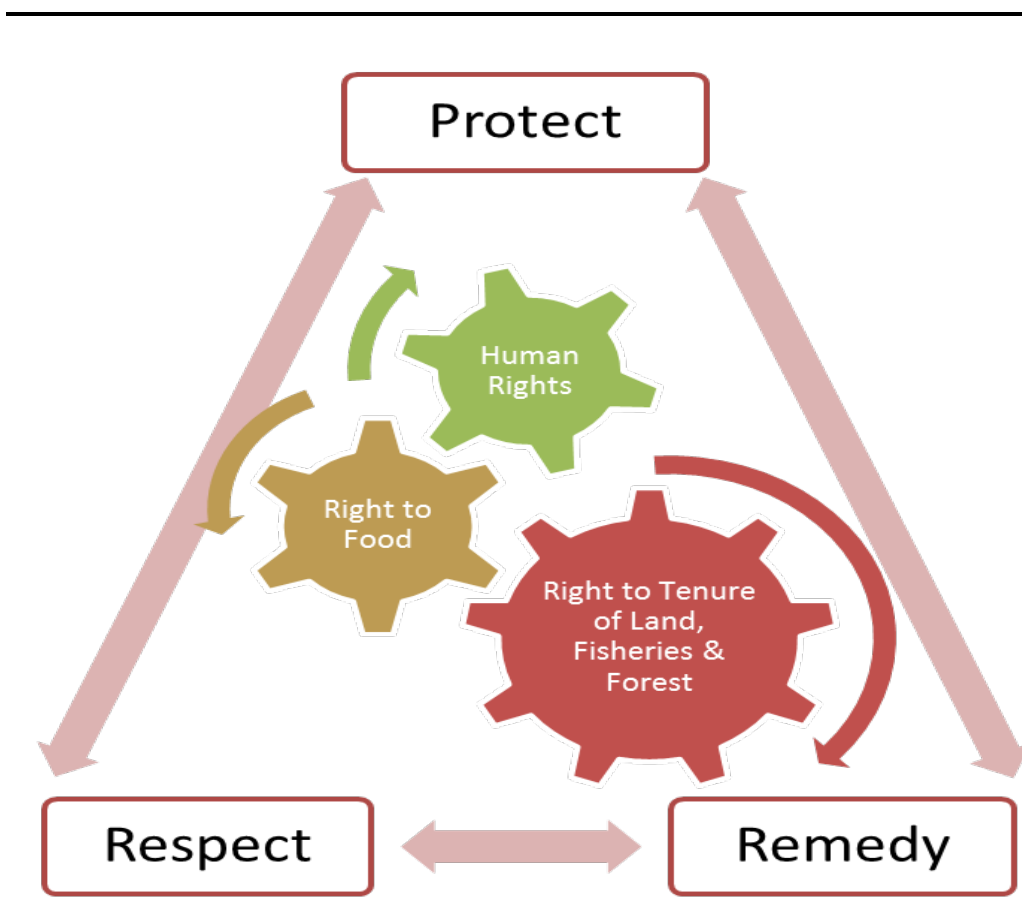 Protect
Human
Rights
Right to
Food
Right to Tenure
of Land,
Fisheries &
Forest
Respect
Remedy